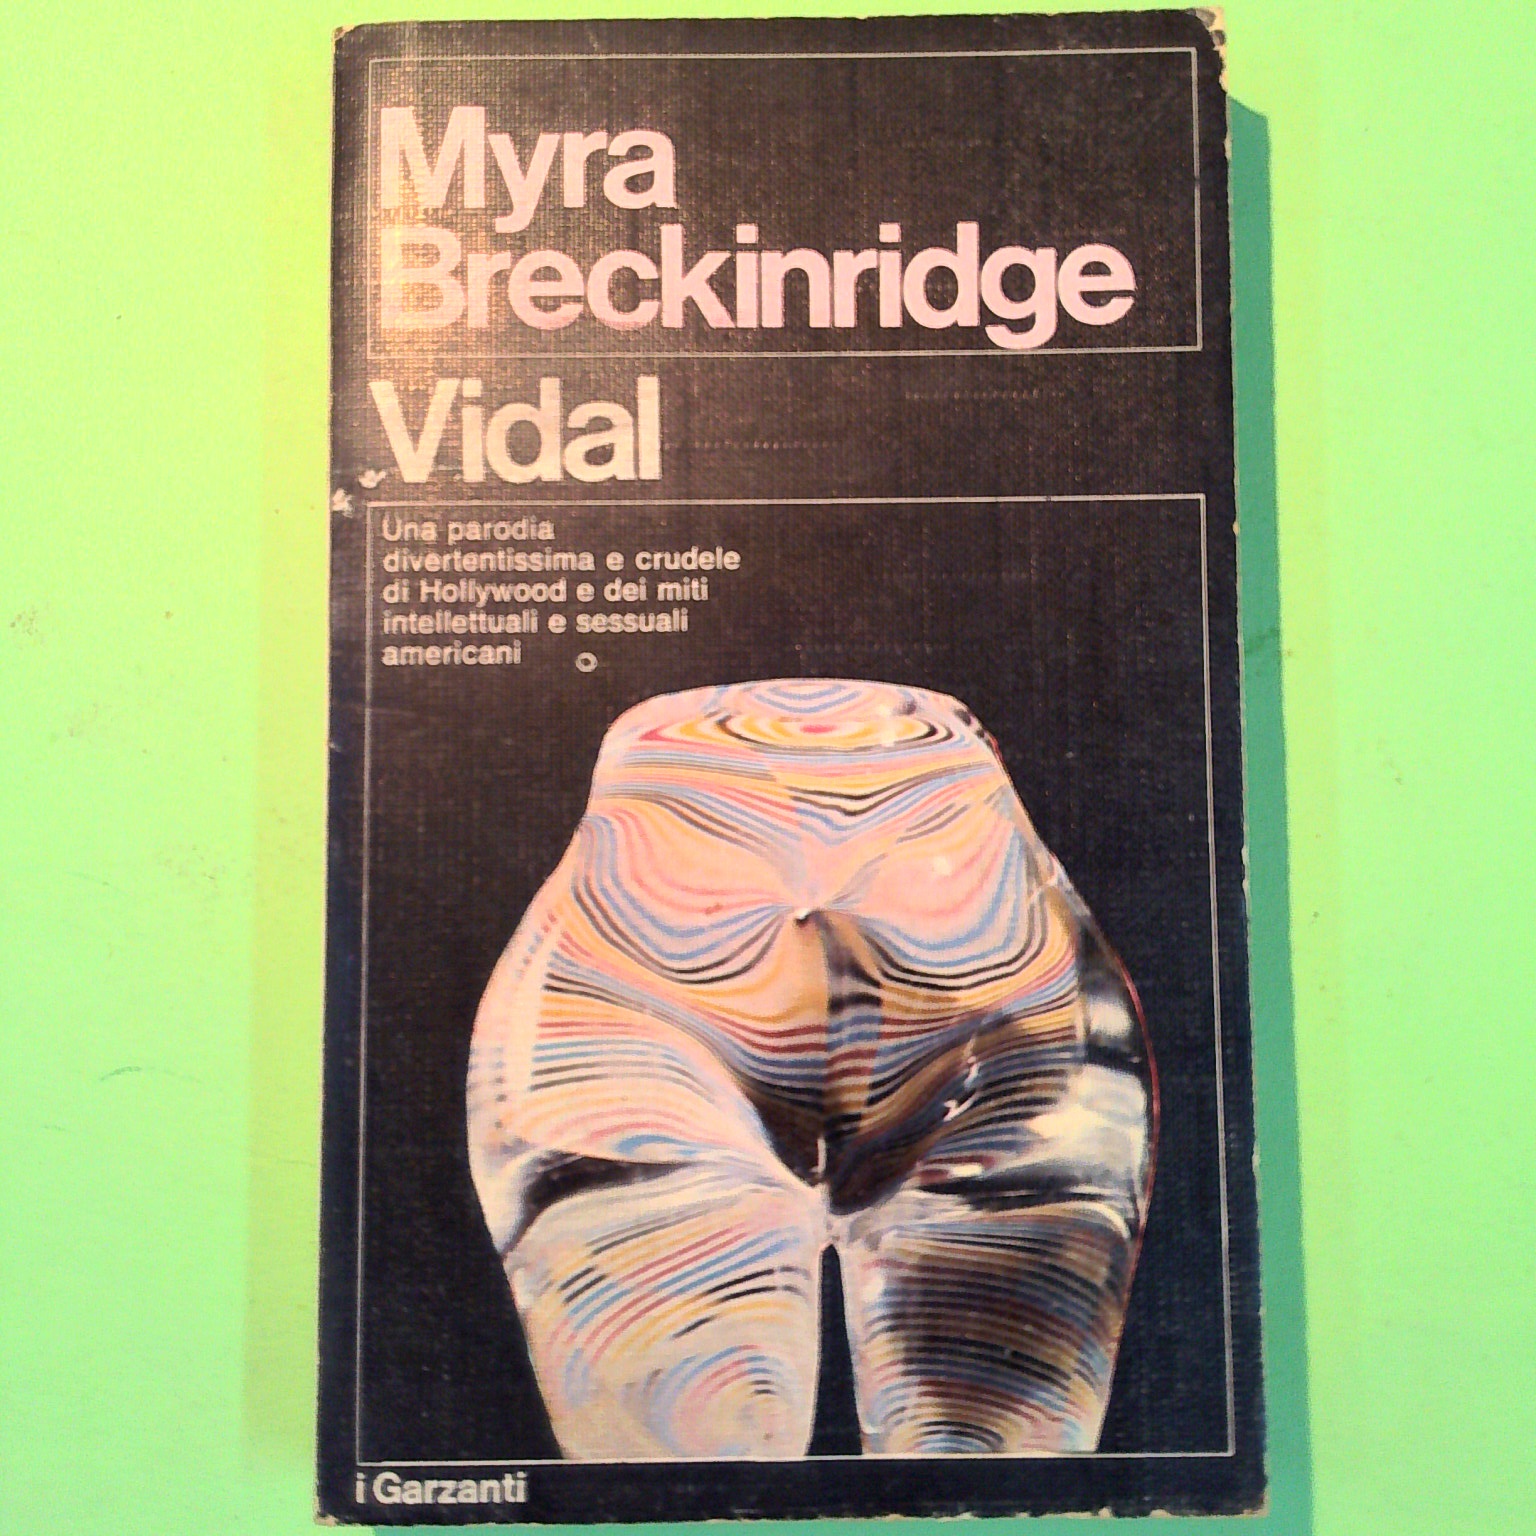 Myra
Breckinridge
Vidal
Una parodia
divertentissima e crudele
di Hollywood e dei miti
intellettuali e sessuali
americani
i Garzanti